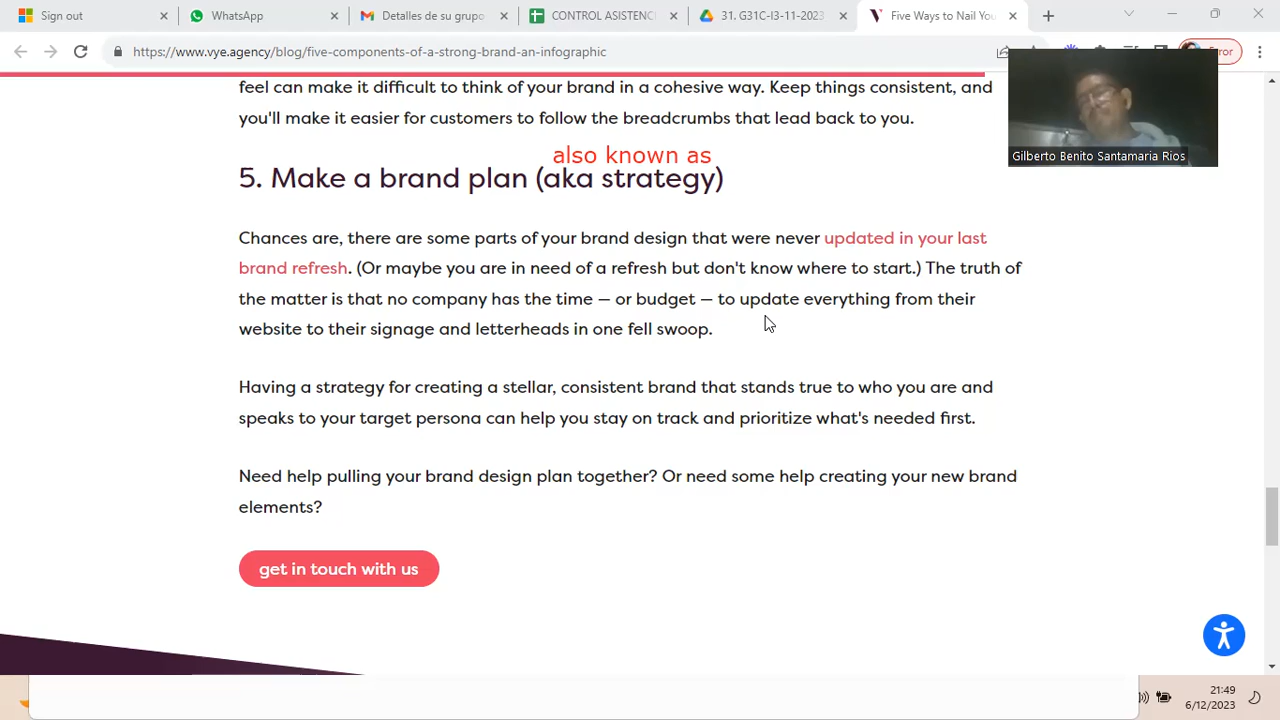 Sign out
WhatsApp
Detalles de su grupo
CONTROL ASISTENC
31. G31C-I3-11-2023
Five Ways to Nail You
https://www.vye.agency/blog/five-components-of-a-strong-brand-an-infographic
Error
feel can make it difficult to think of your brand in a cohesive way. Keep things consistent, and
you'll make it easier for customers to follow the breadcrumbs that lead back to you.
Gilberto Benito Santamaria Rios
also known as
5. Make a brand plan (aka strategy)
Chances are, there are some parts of your brand design that were never updated in your last
brand refresh. (Or maybe you are in need of a refresh but don't know where to start.) The truth of
the matter is that no company has the time – or budget – to update everything from their
website to their signage and letterheads in one fell swoop.
Having a strategy for creating a stellar, consistent brand that stands true to who you are and
speaks to your target persona can help you stay on track and prioritize what's needed first.
Need help pulling your brand design plan together? Or need some help creating your new brand
elements?
get in touch with us
21:49
6/12/2023